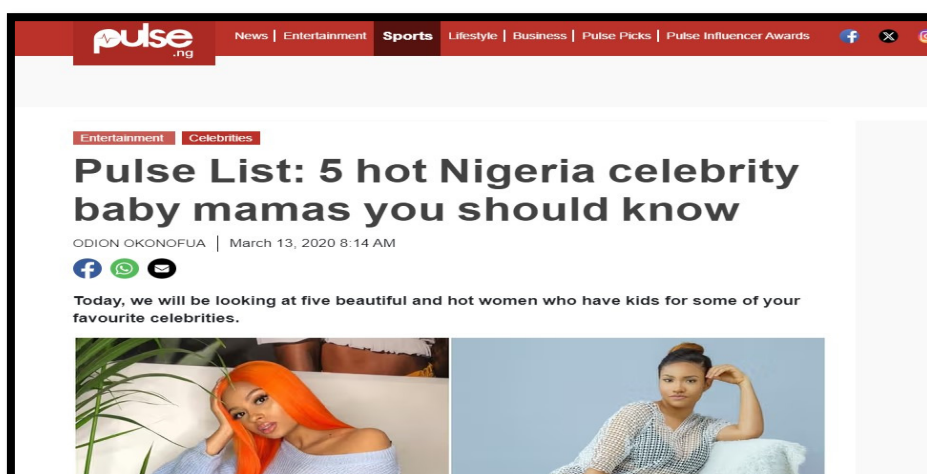 pulse
.ng
News | Entertainment Sports Lifestyle | Business | Pulse Picks | Pulse Influencer Awards
Entertainment Celebrities
Pulse List: 5 hot Nigeria celebrity
baby mamas you should know
ODION OKONOFUA | March 13, 2020 8:14 AM
Today, we will be looking at five beautiful and hot women who have kids for some of your
favourite celebrities.